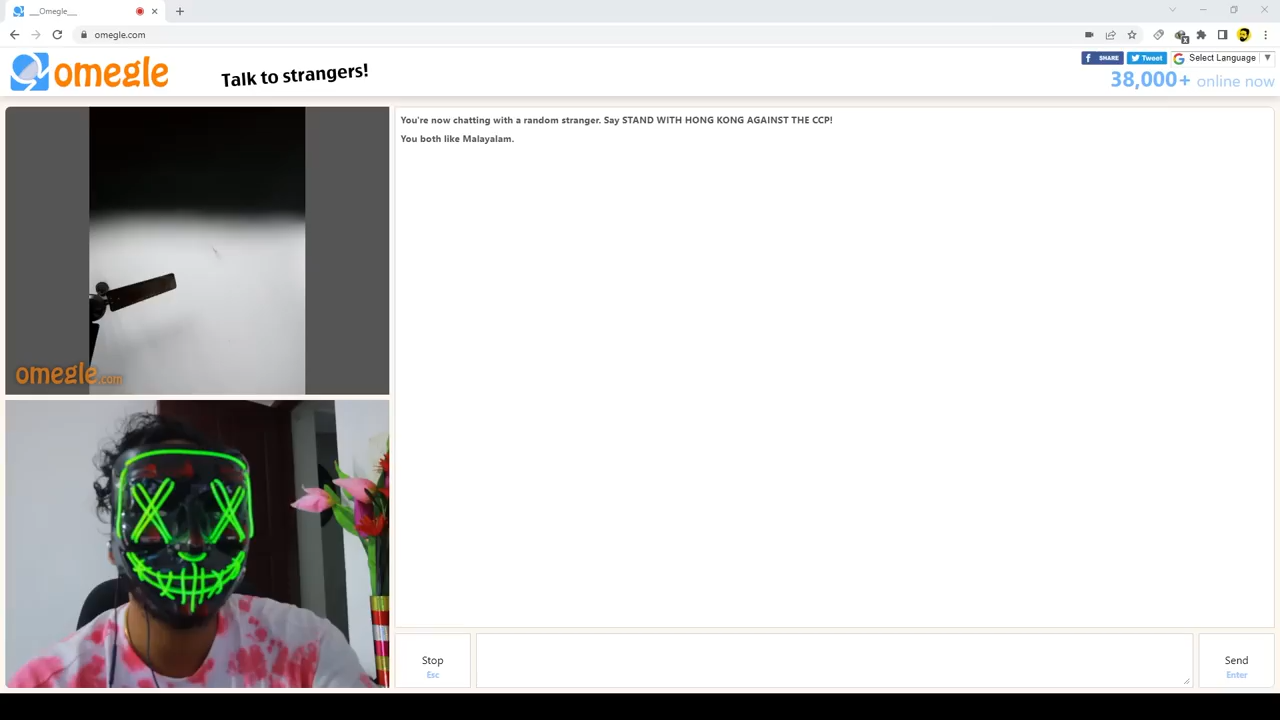 __Omegle__
omegle.com
omegle
Talk to strangers!
SHARE
Tweet
Select Language
38,000+ online now
You're now chatting with a random stranger. Say STAND WITH HONG KONG AGAINST THE CCP!
You both like Malayalam.
omegle.com
Stop
Esc
Send
Enter